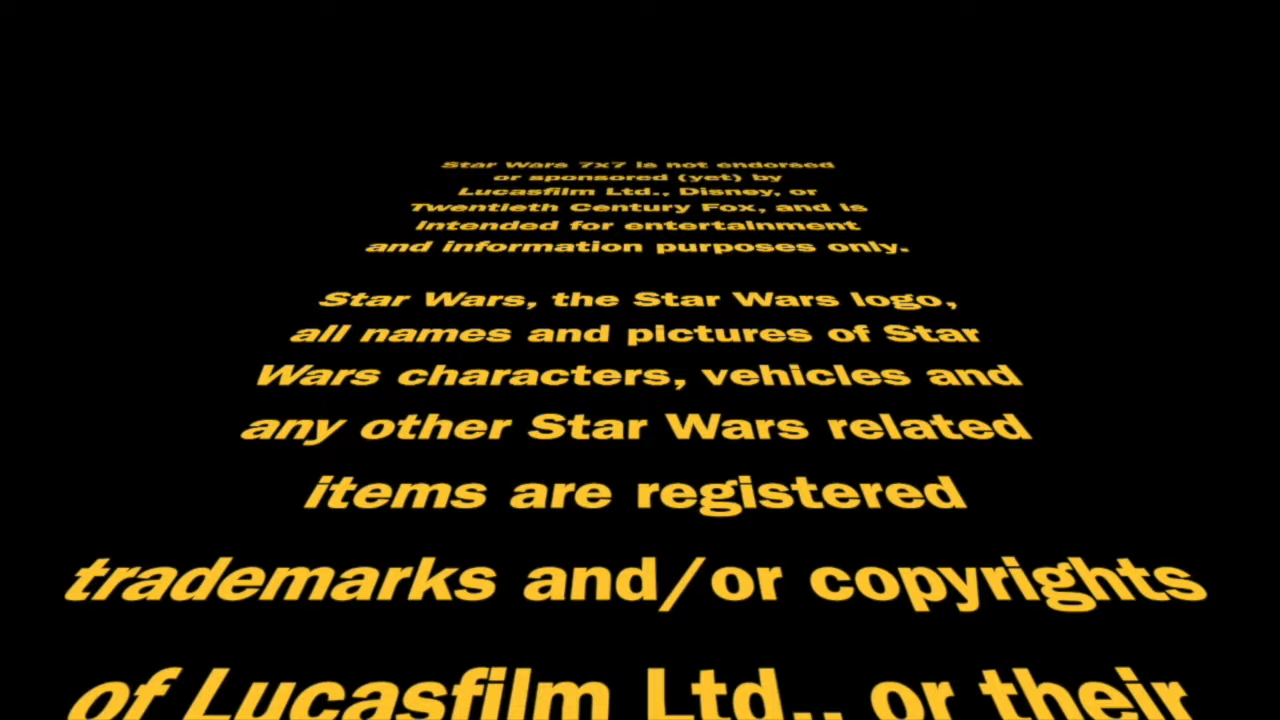 Star Wars 7x7 is not endorsed
or sponsored (yet) by
Lucasfilm Ltd., Disney, or
Twentieth Century Fox, and is
intended for entertainment
and information purposes only.
Star Wars, the Star Wars logo,
all names and pictures of Star
Wars characters, vehicles and
any other Star Wars related
items are registered
trademarks and/or copyrights
of Lucasfilm Ltd., or their